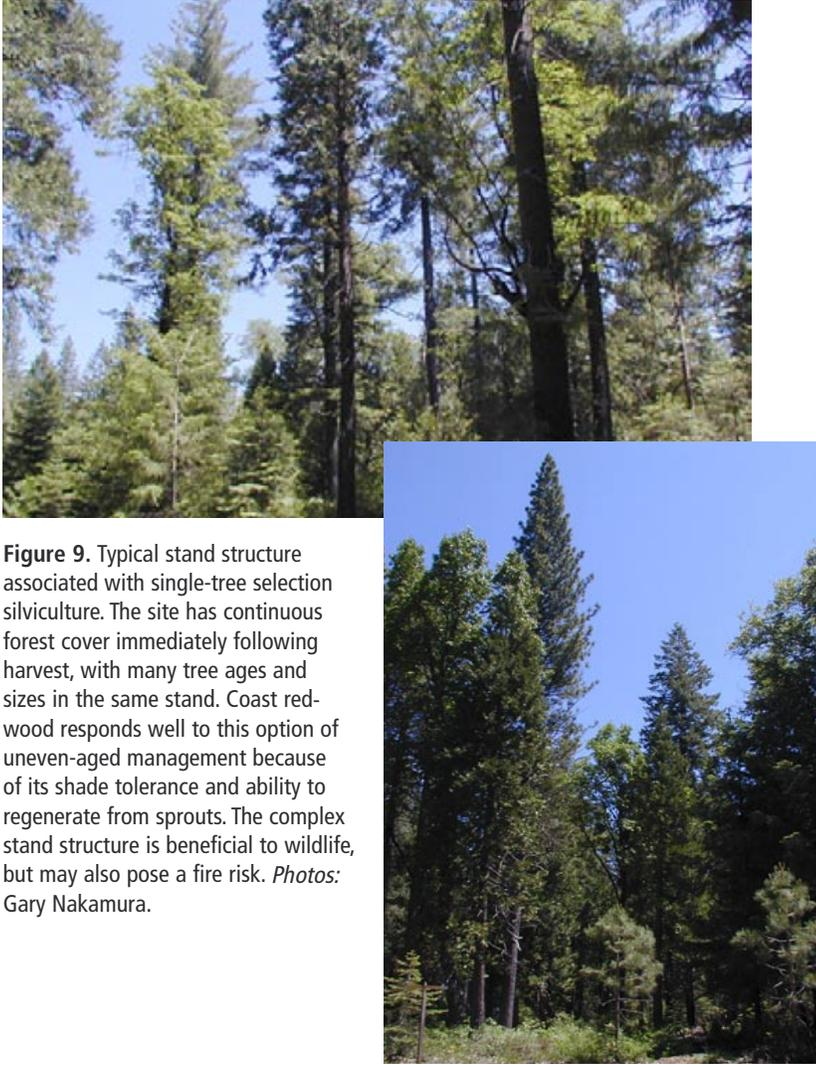 Figure 9. Typical stand structure
associated with single-tree selection
silviculture. The site has continuous
forest cover immediately following
harvest, with many tree ages and
sizes in the same stand. Coast red-
wood responds well to this option of
uneven-aged management because
of its shade tolerance and ability to
regenerate from sprouts. The complex
stand structure is beneficial to wildlife,
but may also pose a fire risk. Photos:
Gary Nakamura.